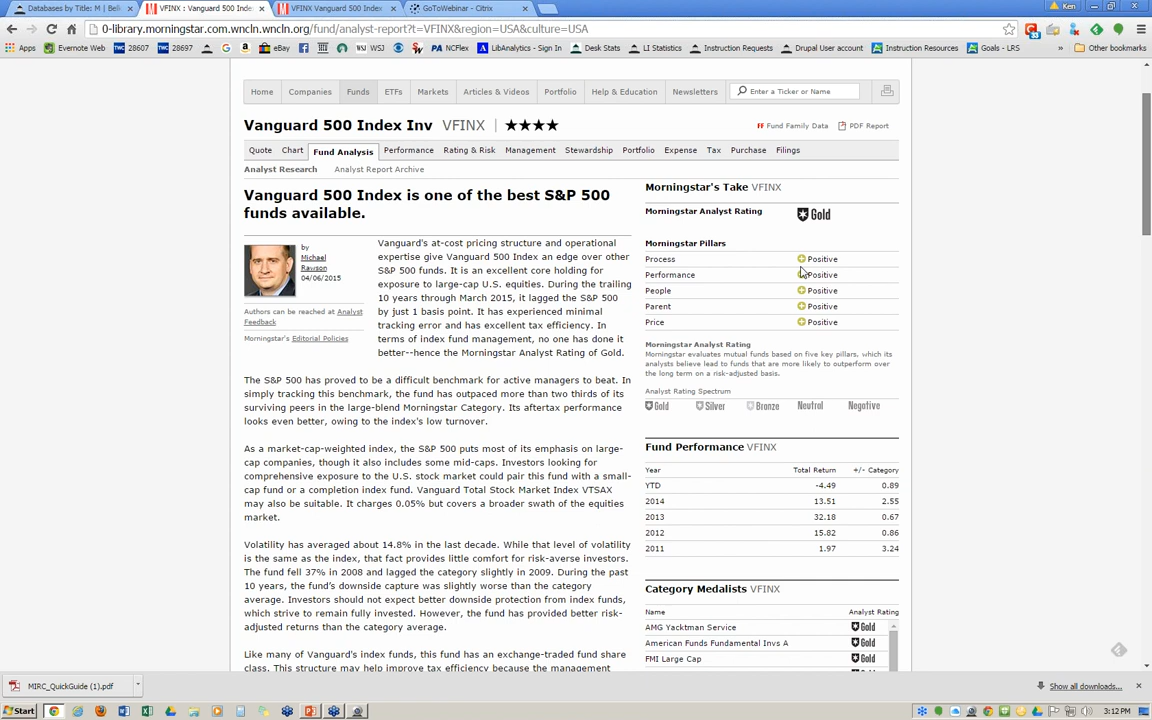 Databases by Title: M | Beli
VFINX : Vanguard 500 Inde
VFINX Vanguard 500 Index
GoToWebinar - Citrix
Ken
0-library.morningstar.com.wncln.wncln.org/fund/analyst-report?t=VFINX&region=USA&culture=USA
Apps Evernote Web 28607 28697 eBay WSJ NCFlex LibAnalytics - Sign In Desk Stats LI Statistics Instruction Requests Drupal User account Instruction Resources Goals - LRS Other bookmarks
Home Companies Funds ETFs Markets Articles & Videos Portfolio Help & Education Newsletters Enter a Ticker or Name
Vanguard 500 Index Inv VFINX ★★★★
Fund Family Data PDF Report
Quote Chart Fund Analysis Performance Rating & Risk Management Stewardship Portfolio Expense Tax Purchase Filings
Analyst Research Analyst Report Archive
Vanguard 500 Index is one of the best S&P 500
funds available.
by
Michael
Rawson
04/06/2015
Authors can be reached at Analyst
Feedback
Morningstar's Editorial Policies
Vanguard's at-cost pricing structure and operational
expertise give Vanguard 500 Index an edge over other
S&P 500 funds. It is an excellent core holding for
exposure to large-cap U.S. equities. During the trailing
10 years through March 2015, it lagged the S&P 500
by just 1 basis point. It has experienced minimal
tracking error and has excellent tax efficiency. In
terms of index fund management, no one has done it
better--hence the Morningstar Analyst Rating of Gold.
The S&P 500 has proved to be a difficult benchmark for active managers to beat. In
simply tracking this benchmark, the fund has outpaced more than two thirds of its
surviving peers in the large-blend Morningstar Category. Its aftertax performance
looks even better, owing to the index's low turnover.
As a market-cap-weighted index, the S&P 500 puts most of its emphasis on large-
cap companies, though it also includes some mid-caps. Investors looking for
comprehensive exposure to the U.S. stock market could pair this fund with a small-
cap fund or a completion index fund. Vanguard Total Stock Market Index VTSAX
may also be suitable. It charges 0.05% but covers a broader swath of the equities
market.
Volatility has averaged about 14.8% in the last decade. While that level of volatility
is the same as the index, that fact provides little comfort for risk-averse investors.
The fund fell 37% in 2008 and lagged the category slightly in 2009. During the past
10 years, the fund's downside capture was slightly worse than the category
average. Investors should not expect better downside protection from index funds,
which strive to remain fully invested. However, the fund has provided better risk-
adjusted returns than the category average.
Like many of Vanguard's index funds, this fund has an exchange-traded fund share
class. This structure may help improve tax efficiency because the management
Morningstar's Take VFINX
Morningstar Analyst Rating Gold
Morningstar Pillars
Process Positive
Performance Positive
People Positive
Parent Positive
Price Positive
Morningstar Analyst Rating
Morningstar evaluates mutual funds based on five key pillars, which its
analysts believe lead to funds that are more likely to outperform over
the long term on a risk-adjusted basis.
Analyst Rating Spectrum
Gold Silver Bronze Neutral Negative
Fund Performance VFINX
Year Total Return +/- Category
YTD -4.49 0.89
2014 13.51 2.55
2013 32.18 0.67
2012 15.82 0.86
2011 1.97 3.24
Category Medalists VFINX
Name Analyst Rating
AMG Yacktman Service Gold
American Funds Fundamental Invs A Gold
FMI Large Cap Gold
MIRC_QuickGuide (1).pdf
Show all downloads...
Start
3:12 PM